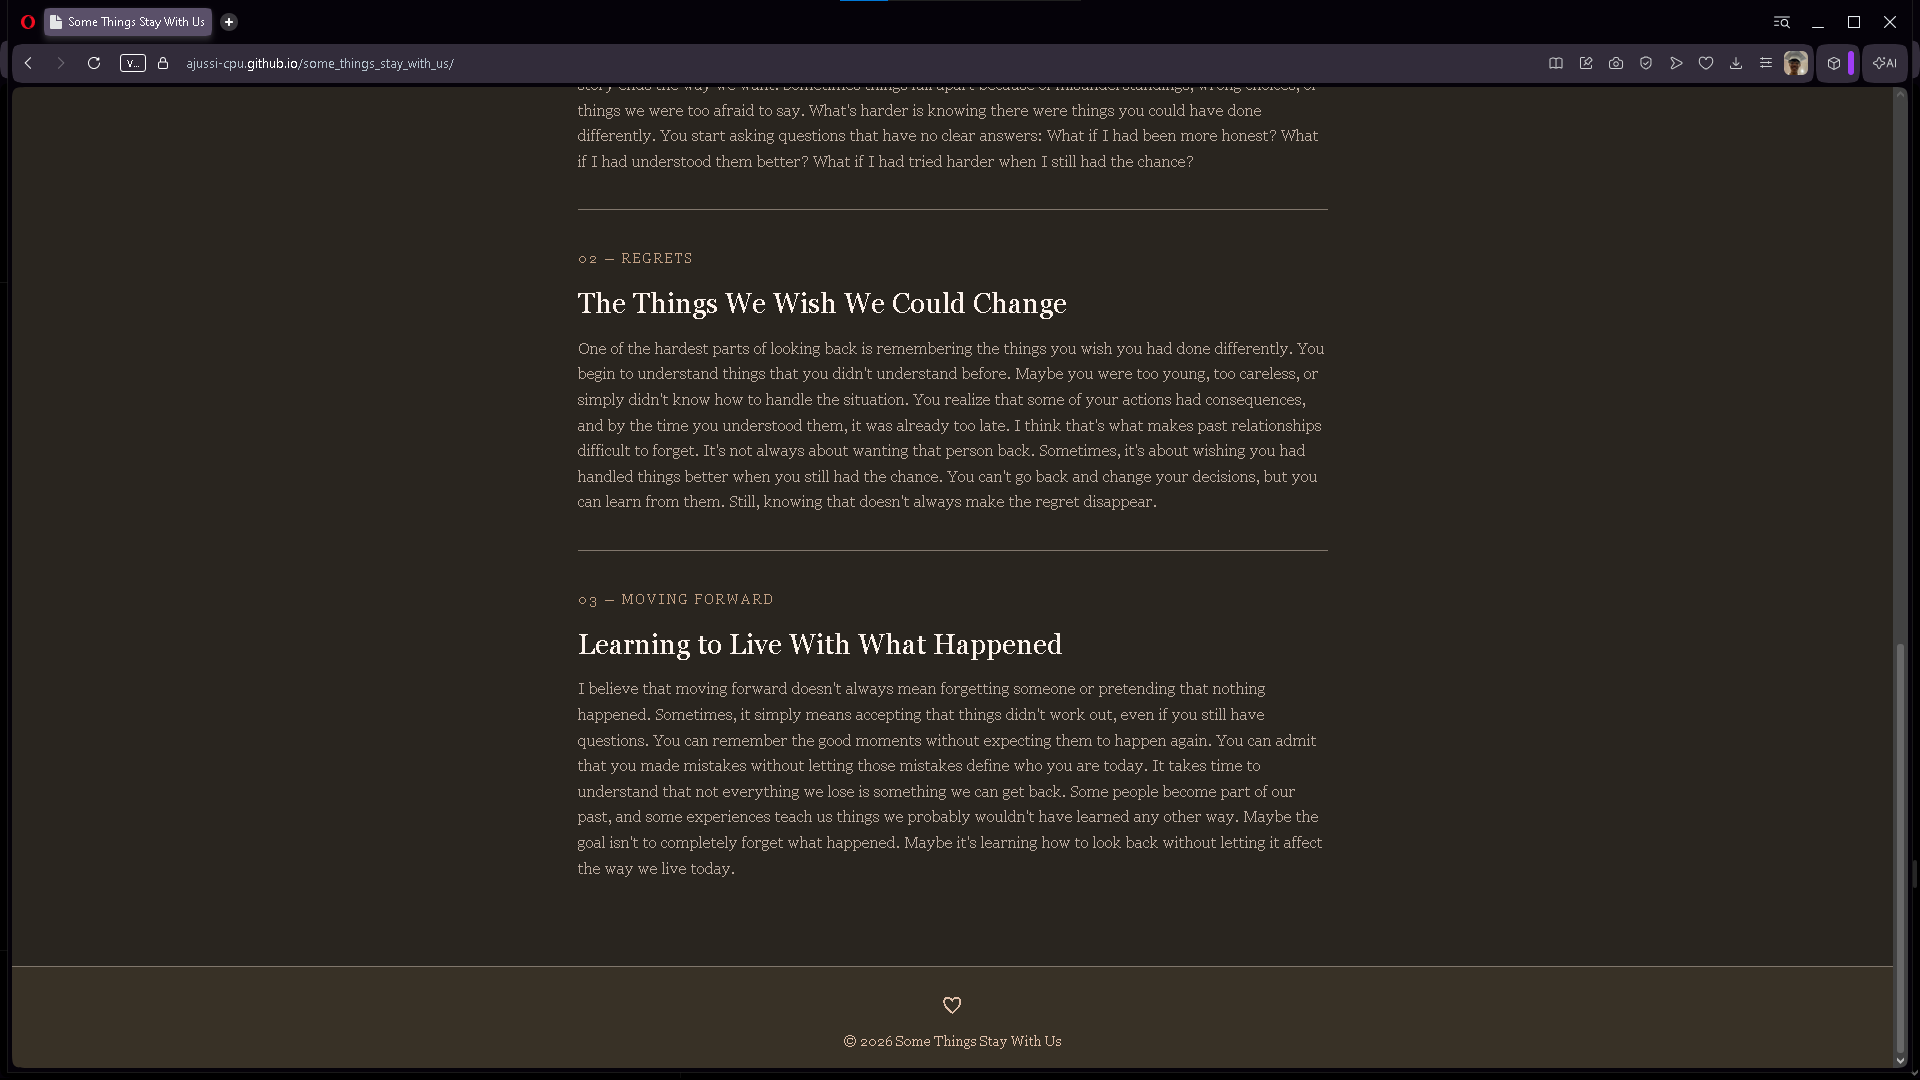 Some Things Stay With Us
V...
ajussi-cpu.github.io/some_things_stay_with_us/
AI
story ends the way we want. Sometimes things fall apart because of misunderstandings, wrong choices, or
things we were too afraid to say. What's harder is knowing there were things you could have done
differently. You start asking questions that have no clear answers: What if I had been more honest? What
if I had understood them better? What if I had tried harder when I still had the chance?
02 — REGRETS
The Things We Wish We Could Change
One of the hardest parts of looking back is remembering the things you wish you had done differently. You
begin to understand things that you didn't understand before. Maybe you were too young, too careless, or
simply didn't know how to handle the situation. You realize that some of your actions had consequences,
and by the time you understood them, it was already too late. I think that's what makes past relationships
difficult to forget. It's not always about wanting that person back. Sometimes, it's about wishing you had
handled things better when you still had the chance. You can't go back and change your decisions, but you
can learn from them. Still, knowing that doesn't always make the regret disappear.
03 — MOVING FORWARD
Learning to Live With What Happened
I believe that moving forward doesn't always mean forgetting someone or pretending that nothing
happened. Sometimes, it simply means accepting that things didn't work out, even if you still have
questions. You can remember the good moments without expecting them to happen again. You can admit
that you made mistakes without letting those mistakes define who you are today. It takes time to
understand that not everything we lose is something we can get back. Some people become part of our
past, and some experiences teach us things we probably wouldn't have learned any other way. Maybe the
goal isn't to completely forget what happened. Maybe it's learning how to look back without letting it affect
the way we live today.
© 2026 Some Things Stay With Us